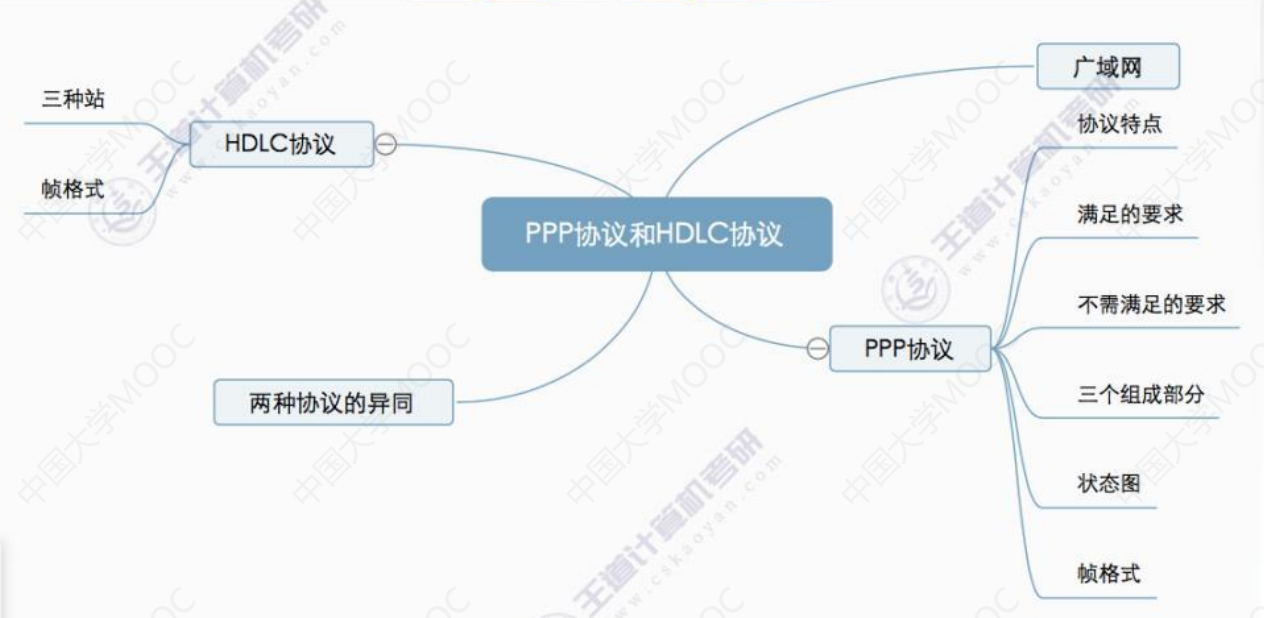 PPP协议和HDLC协议
广域网
PPP协议
协议特点
满足的要求
不需满足的要求
三个组成部分
状态图
帧格式
HDLC协议
三种站
帧格式
两种协议的异同
王道计算机考研
www.cskaoyan.com
中国大学MOOC